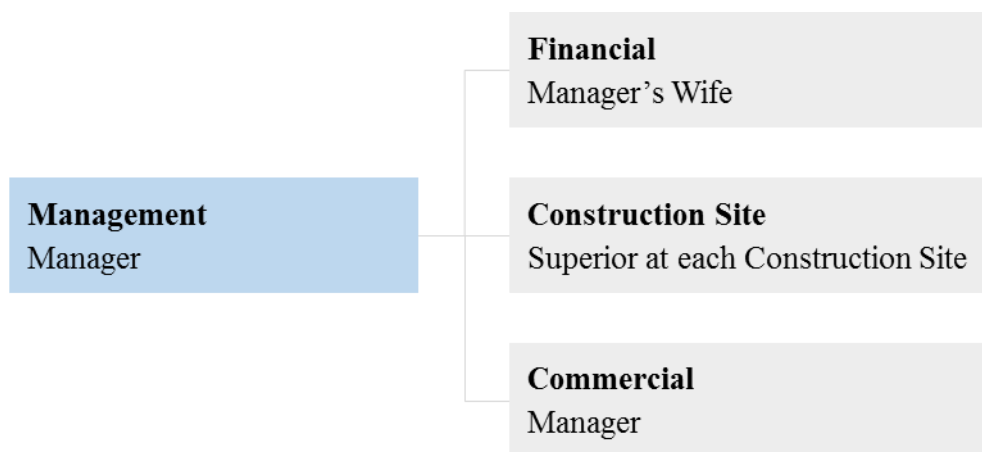 Financial
Manager’s Wife
Management
Manager
Construction Site
Superior at each Construction Site
Commercial
Manager